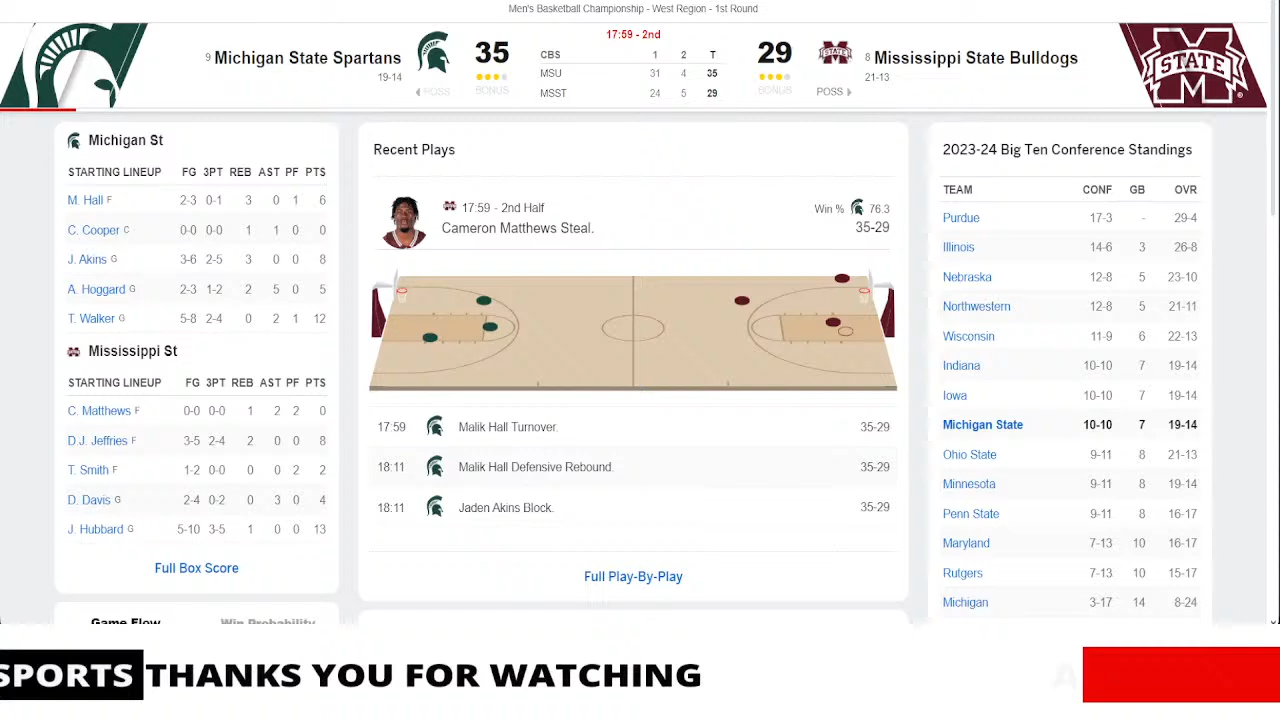 Men's Basketball Championship - West Region - 1st Round
9 Michigan State Spartans
19-14
35
BONUS
POSS
17:59 - 2nd
CBS 1 2 T
MSU 31 4 35
MSST 24 5 29
29
BONUS
POSS
8 Mississippi State Bulldogs
21-13
STATE
Michigan St
STARTING LINEUP FG 3PT REB AST PF PTS
M. Hall F 2-3 0-1 3 0 1 6
C. Cooper C 0-0 0-0 1 1 0 0
J. Akins G 3-6 2-5 3 0 0 8
A. Hoggard G 2-3 1-2 2 5 0 5
T. Walker G 5-8 2-4 0 2 1 12
Mississippi St
STARTING LINEUP FG 3PT REB AST PF PTS
C. Matthews F 0-0 0-0 1 2 2 0
D.J. Jeffries F 3-5 2-4 2 0 0 8
T. Smith F 1-2 0-0 0 0 2 2
D. Davis G 2-4 0-2 0 3 0 4
J. Hubbard G 5-10 3-5 1 0 0 13
Full Box Score
Game Flow Win Probability
Recent Plays
17:59 - 2nd Half
Cameron Matthews Steal.
Win % 76.3
35-29
17:59 Malik Hall Turnover. 35-29
18:11 Malik Hall Defensive Rebound. 35-29
18:11 Jaden Akins Block. 35-29
Full Play-By-Play
2023-24 Big Ten Conference Standings
TEAM CONF GB OVR
Purdue 17-3 - 29-4
Illinois 14-6 3 26-8
Nebraska 12-8 5 23-10
Northwestern 12-8 5 21-11
Wisconsin 11-9 6 22-13
Indiana 10-10 7 19-14
Iowa 10-10 7 19-14
Michigan State 10-10 7 19-14
Ohio State 9-11 8 21-13
Minnesota 9-11 8 19-14
Penn State 9-11 8 16-17
Maryland 7-13 10 16-17
Rutgers 7-13 10 15-17
Michigan 3-17 14 8-24
SPORTS THANKS YOU FOR WATCHING
A